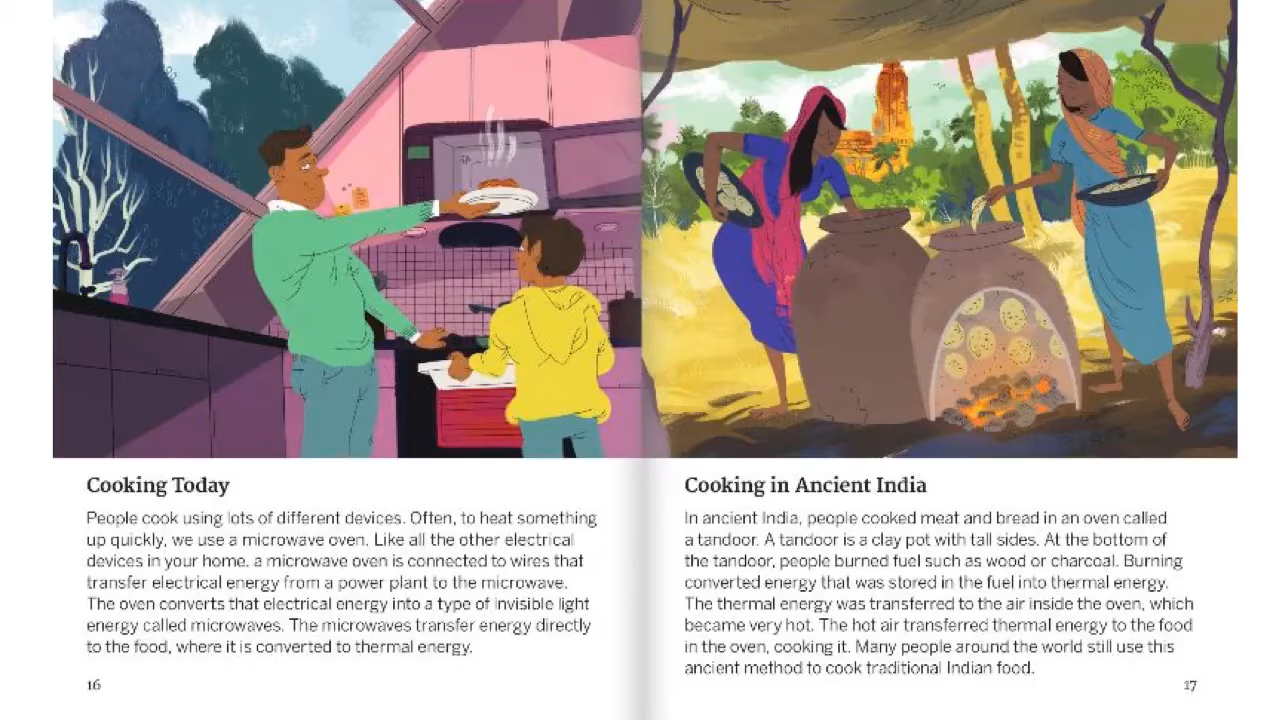 Cooking Today
People cook using lots of different devices. Often, to heat something
up quickly, we use a microwave oven. Like all the other electrical
devices in your home, a microwave oven is connected to wires that
transfer electrical energy from a power plant to the microwave.
The oven converts that electrical energy into a type of invisible light
energy called microwaves. The microwaves transfer energy directly
to the food, where it is converted to thermal energy.
16
Cooking in Ancient India
In ancient India, people cooked meat and bread in an oven called
a tandoor. A tandoor is a clay pot with tall sides. At the bottom of
the tandoor, people burned fuel such as wood or charcoal. Burning
converted energy that was stored in the fuel into thermal energy.
The thermal energy was transferred to the air inside the oven, which
became very hot. The hot air transferred thermal energy to the food
in the oven, cooking it. Many people around the world still use this
ancient method to cook traditional Indian food.
17